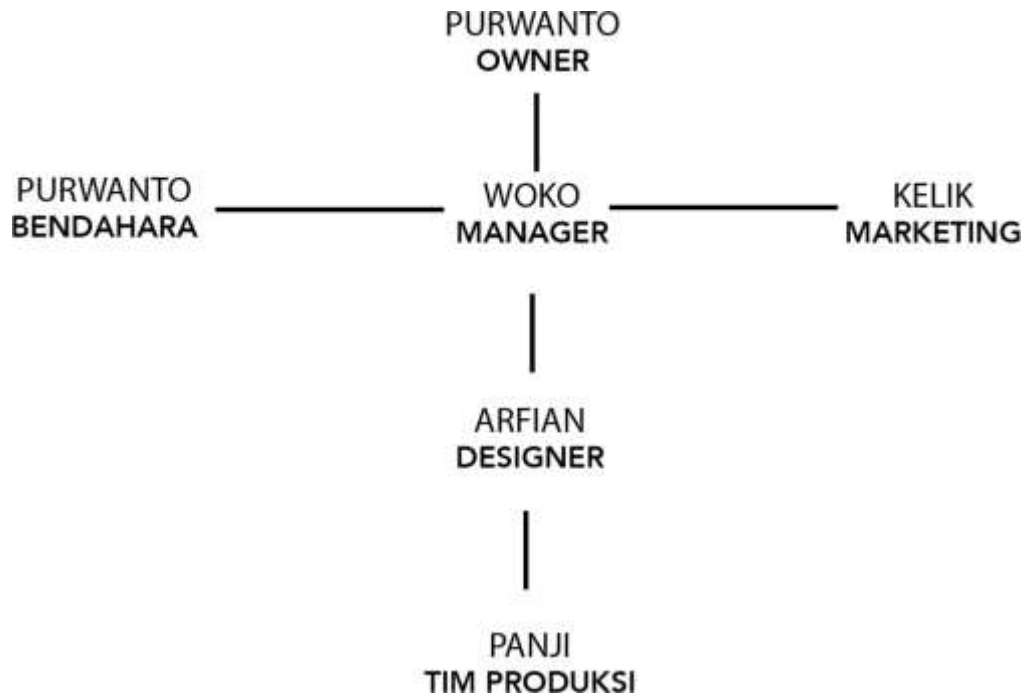 PURWANTO
OWNER
PURWANTO
BENDAHARA
WOKO
MANAGER
KELIK
MARKETING
ARFIAN
DESIGNER
PANJI
TIM PRODUKSI